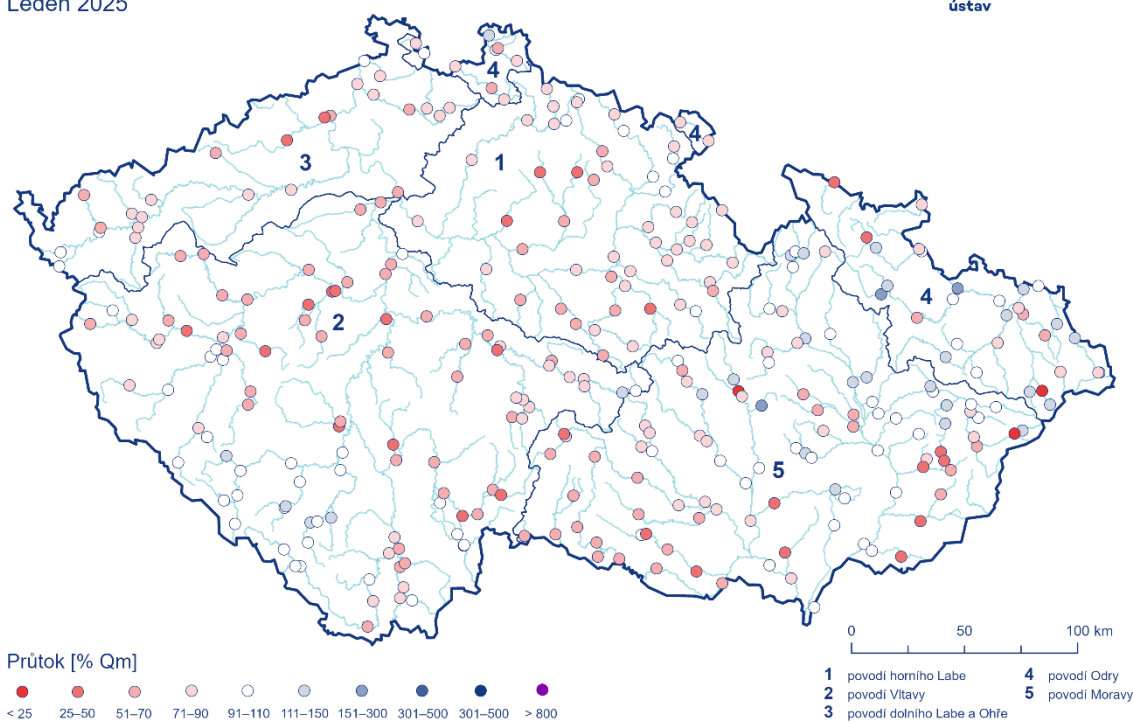 Leden 2025
ústav
4
4
3
1
2
4
5
0 50 100 km
Průtok [% Qm]
< 25 25–50 51–70 71–90 91–110 111–150 151–300 301–500 301–500 > 800
1 povodí horního Labe
2 povodí Vltavy
3 povodí dolního Labe a Ohře
4 povodí Odry
5 povodí Moravy